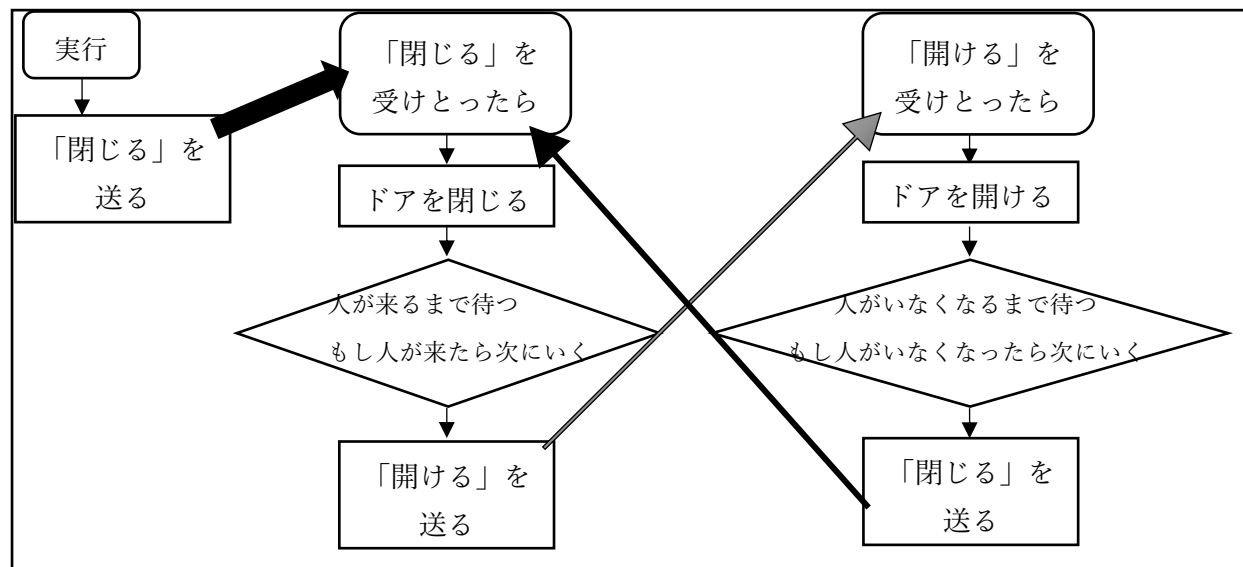 実行
「閉じる」を
送る
「閉じる」を
受けとったら
ドアを閉じる
人が来るまで待つ
もし人が来たら次にいく
「開ける」を
送る
「開ける」を
受けとったら
ドアを開ける
人がいなくなるまで待つ
もし人がいなくなったら次にいく
「閉じる」を
送る